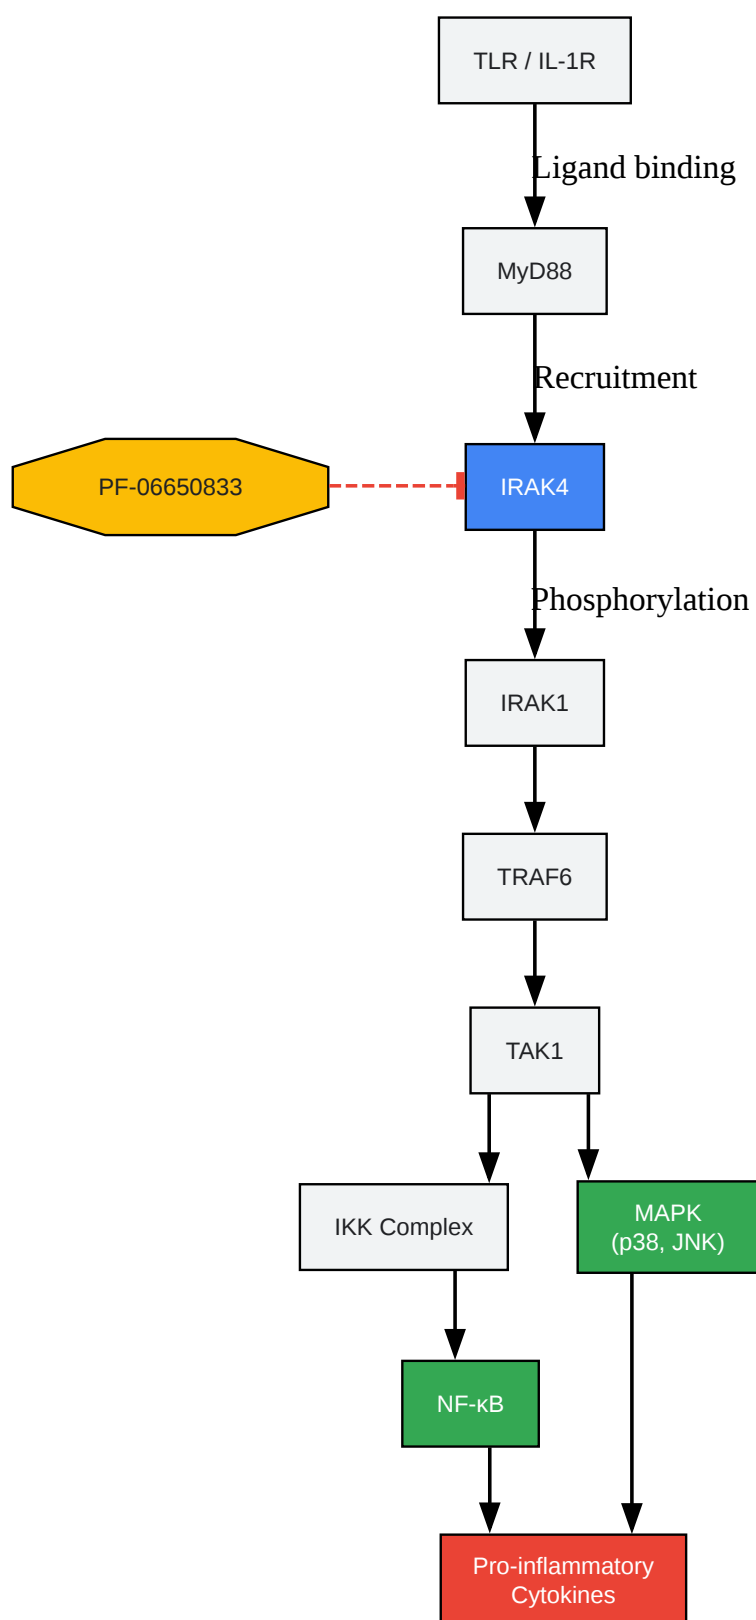 TLR / IL-1R
Ligand binding
MyD88
Recruitment
PF-06650833
IRAK4
Phosphorylation
IRAK1
TRAF6
TAK1
IKK Complex
MAPK
(p38, JNK)
NF-κB
Pro-inflammatory
Cytokines